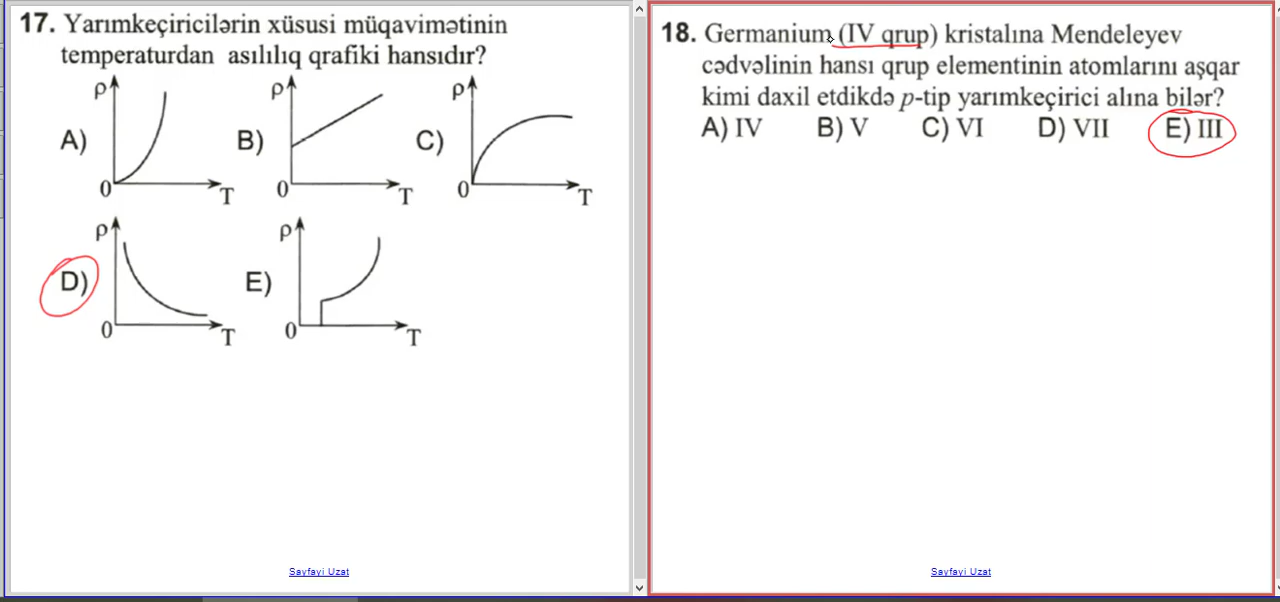 17. Yarımkeçiricilərin xüsusi müqavimətinin
temperaturdan asılılıq qrafiki hansıdır?
A) ρ 0 T
B) ρ 0 T
C) ρ 0 T
D) ρ 0 T
E) ρ 0 T
Sayfayi Uzat
18. Germanium (IV qrup) kristalına Mendeleyev
cədvəlinin hansı qrup elementinin atomlarını aşqar
kimi daxil etdikdə p-tip yarımkeçirici alına bilər?
A) IV B) V C) VI D) VII E) III
Sayfayi Uzat